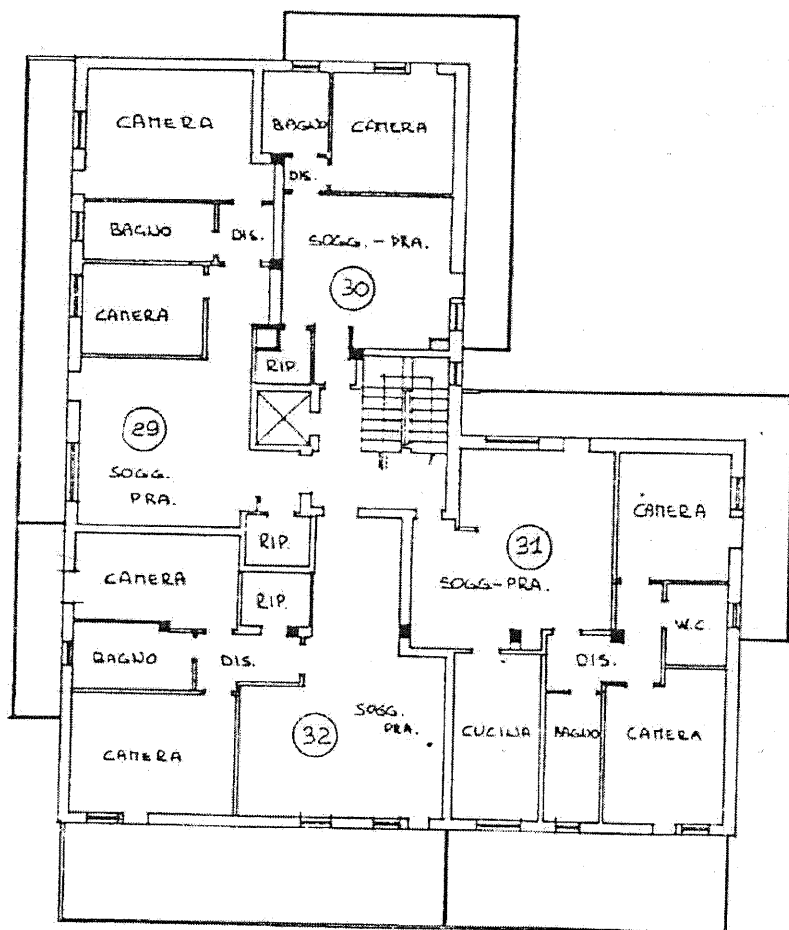 CAMERA
BAGNO
CAMERA
DIS.
BAGNO
DIS.
SOGG. - PRA.
30
CAMERA
RIP.
29
SOGG.
PRA.
CAMERA
31
SOGG-PRA.
RIP.
CAMERA
RIP.
W.C.
BAGNO
DIS.
DIS.
SOGG.
PRA.
32
CUCINA
BAGNO
CAMERA
CAMERA